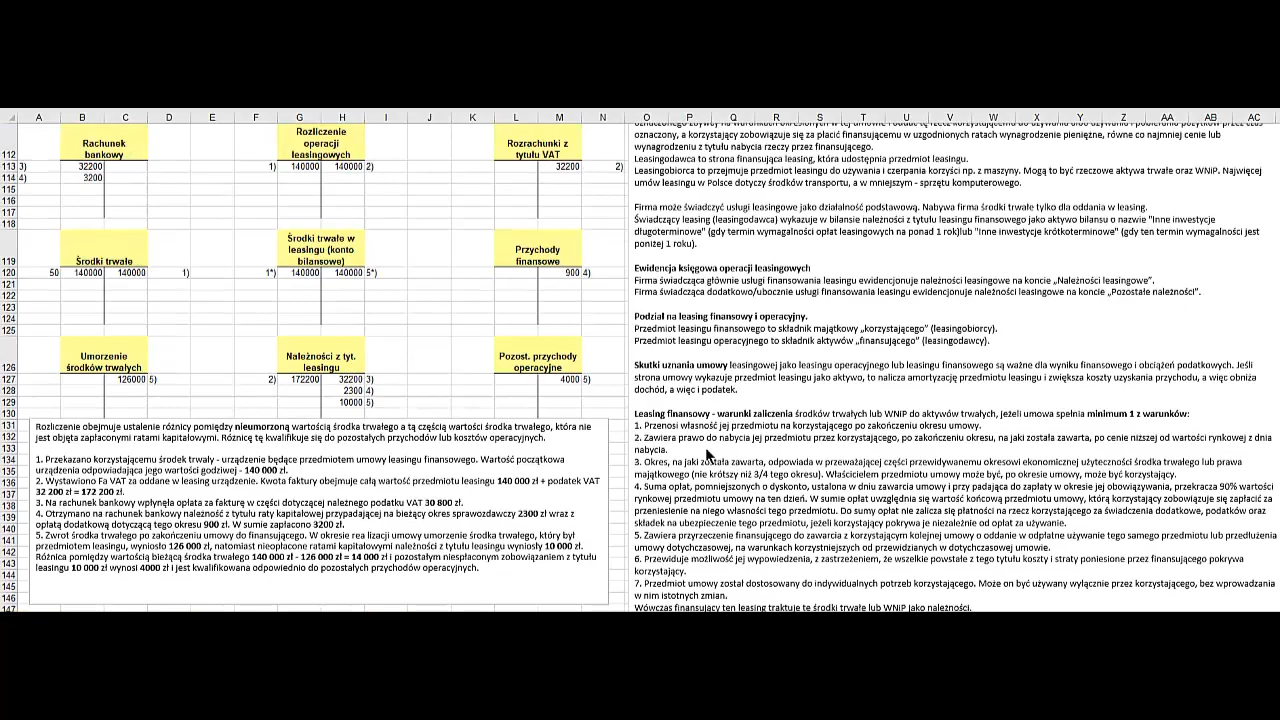 A B C D E F G H I J K L M N O P Q R S T U V W X Y Z AA AB AC
112 Rachunek bankowy Rozliczenie operacji leasingowych Rozrachunki z tytułu VAT
113 3) 32200 1) 140000 140000 2) 32200 2)
114 4) 3200
115
116
117
118
119 Środki trwałe Środki trwałe w leasingu (konto bilansowe) Przychody finansowe
120 50 140000 140000 1) 1*) 140000 140000 5*) 900 4)
121
122
123
124
125
126 Umorzenie środków trwałych Należności z tyt. leasingu Pozost. przychody operacyjne
127 126000 5) 2) 172200 32200 3) 4000 5)
128 2300 4)
129 10000 5)
130
131
132
133
134
135
136
137
138
139
140
141
142
143
144
145
146
147
Rozliczenie obejmuje ustalenie różnicy pomiędzy nieumorzoną wartością środka trwałego a tą częścią wartości środka trwałego, która nie
jest objęta zapłaconymi ratami kapitałowymi. Różnicę tę kwalifikuje się do pozostałych przychodów lub kosztów operacyjnych.
1. Przekazano korzystającemu środek trwały - urządzenie będące przedmiotem umowy leasingu finansowego. Wartość początkowa
urządzenia odpowiadająca jego wartości godziwej - 140 000 zł.
2. Wystawiono Fa VAT za oddane w leasing urządzenie. Kwota faktury obejmuje całą wartość przedmiotu leasingu 140 000 zł + podatek VAT
32 200 zł = 172 200 zł.
3. Na rachunek bankowy wpłynęła opłata za fakturę w części dotyczącej należnego podatku VAT 30 800 zł.
4. Otrzymano na rachunek bankowy należność z tytułu raty kapitałowej przypadającej na bieżący okres sprawozdawczy 2300 zł wraz z
opłatą dodatkową dotyczącą tego okresu 900 zł. W sumie zapłacono 3200 zł.
5. Zwrot środka trwałego po zakończeniu umowy do finansującego. W okresie rea lizacji umowy umorzenie środka trwałego, który był
przedmiotem leasingu, wyniosło 126 000 zł, natomiast nieopłacone ratami kapitałowymi należności z tytułu leasingu wyniosły 10 000 zł.
Różnica pomiędzy wartością bieżącą środka trwałego 140 000 zł - 126 000 zł = 14 000 zł i pozostałym niespłaconym zobowiązaniem z tytułu
leasingu 10 000 zł wynosi 4000 zł i jest kwalifikowana odpowiednio do pozostałych przychodów operacyjnych.
oznaczony, a korzystający zobowiązuje się za płacić finansującemu w uzgodnionych ratach wynagrodzenie pieniężne, równe co najmniej cenie lub
wynagrodzeniu z tytułu nabycia rzeczy przez finansującego.
Leasingodawca to strona finansująca leasing, która udostępnia przedmiot leasingu.
Leasingobiorca to przejmuje przedmiot leasingu do używania i czerpania korzyści np. z maszyny. Mogą to być rzeczowe aktywa trwałe oraz WNiP. Najwięcej
umów leasingu w Polsce dotyczy środków transportu, a w mniejszym - sprzętu komputerowego.
Firma może świadczyć usługi leasingowe jako działalność podstawową. Nabywa firma środki trwałe tylko dla oddania w leasing.
Świadczący leasing (leasingodawca) wykazuje w bilansie należności z tytułu leasingu finansowego jako aktywo bilansu o nazwie "Inne inwestycje
długoterminowe" (gdy termin wymagalności opłat leasingowych na ponad 1 rok)lub "Inne inwestycje krótkoterminowe" (gdy ten termin wymagalności jest
poniżej 1 roku).
Ewidencja księgowa operacji leasingowych
Firma świadcząca głównie usługi finansowania leasingu ewidencjonuje należności leasingowe na koncie „Należności leasingowe”.
Firma świadcząca dodatkowo/ubocznie usługi finansowania leasingu ewidencjonuje należności leasingowe na koncie „Pozostałe należności”.
Podział na leasing finansowy i operacyjny.
Przedmiot leasingu finansowego to składnik majątkowy „korzystającego” (leasingobiorcy).
Przedmiot leasingu operacyjnego to składnik aktywów „finansującego” (leasingodawcy).
Skutki uznania umowy leasingowej jako leasingu operacyjnego lub leasingu finansowego są ważne dla wyniku finansowego i obciążeń podatkowych. Jeśli
strona umowy wykazuje przedmiot leasingu jako aktywo, to nalicza amortyzację przedmiotu leasingu i zwiększa koszty uzyskania przychodu, a więc obniża
dochód, a więc i podatek.
Leasing finansowy - warunki zaliczenia środków trwałych lub WNiP do aktywów trwałych, jeżeli umowa spełnia minimum 1 z warunków:
1. Przenosi własność jej przedmiotu na korzystającego po zakończeniu okresu umowy.
2. Zawiera prawo do nabycia jej przedmiotu przez korzystającego, po zakończeniu okresu, na jaki została zawarta, po cenie niższej od wartości rynkowej z dnia
nabycia.
3. Okres, na jaki została zawarta, odpowiada w przeważającej części przewidywanemu okresowi ekonomicznej użyteczności środka trwałego lub prawa
majątkowego (nie krótszy niż 3/4 tego okresu). Właścicielem przedmiotu umowy może być, po okresie umowy, może być korzystający.
4. Suma opłat, pomniejszonych o dyskonto, ustalona w dniu zawarcia umowy i przy padająca do zapłaty w okresie jej obowiązywania, przekracza 90% wartości
rynkowej przedmiotu umowy na ten dzień. W sumie opłat uwzględnia się wartość końcową przedmiotu umowy, którą korzystający zobowiązuje się zapłacić za
przeniesienie na niego własności tego przedmiotu. Do sumy opłat nie zalicza się płatności na rzecz korzystającego za świadczenia dodatkowe, podatków oraz
składek na ubezpieczenie tego przedmiotu, jeżeli korzystający pokrywa je niezależnie od opłat za używanie.
5. Zawiera przyrzeczenie finansującego do zawarcia z korzystającym kolejnej umowy o oddanie w odpłatne używanie tego samego przedmiotu lub przedłużenia
umowy dotychczasowej, na warunkach korzystniejszych od przewidzianych w dotychczasowej umowie.
6. Przewiduje możliwość jej wypowiedzenia, z zastrzeżeniem, że wszelkie powstałe z tego tytułu koszty i straty poniesione przez finansującego pokrywa
korzystający.
7. Przedmiot umowy został dostosowany do indywidualnych potrzeb korzystającego. Może on być używany wyłącznie przez korzystającego, bez wprowadzania
w nim istotnych zmian.
Wówczas finansujący ten leasing traktuje te środki trwałe lub WNiP jako należności.